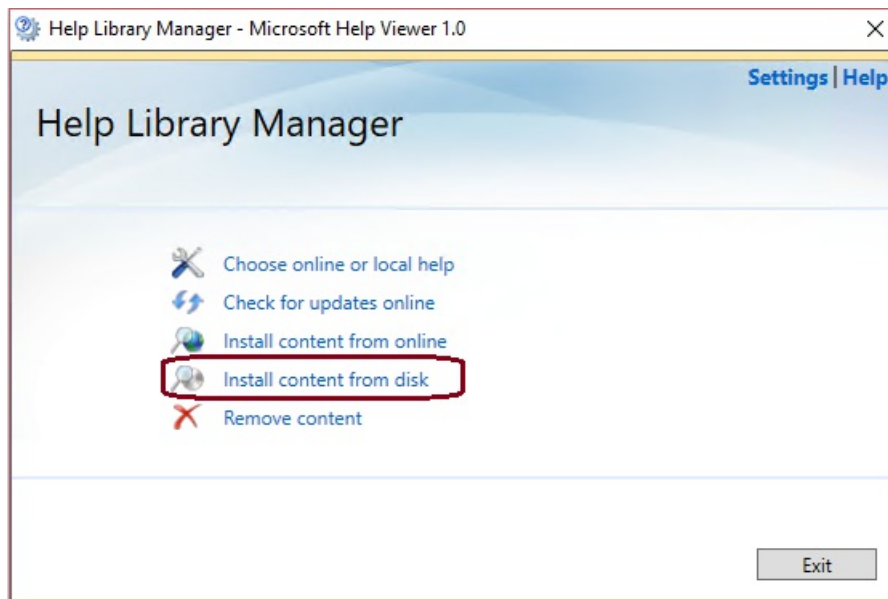 Help Library Manager - Microsoft Help Viewer 1.0
Settings | Help
Help Library Manager
Choose online or local help
Check for updates online
Install content from online
Install content from disk
Remove content
Exit